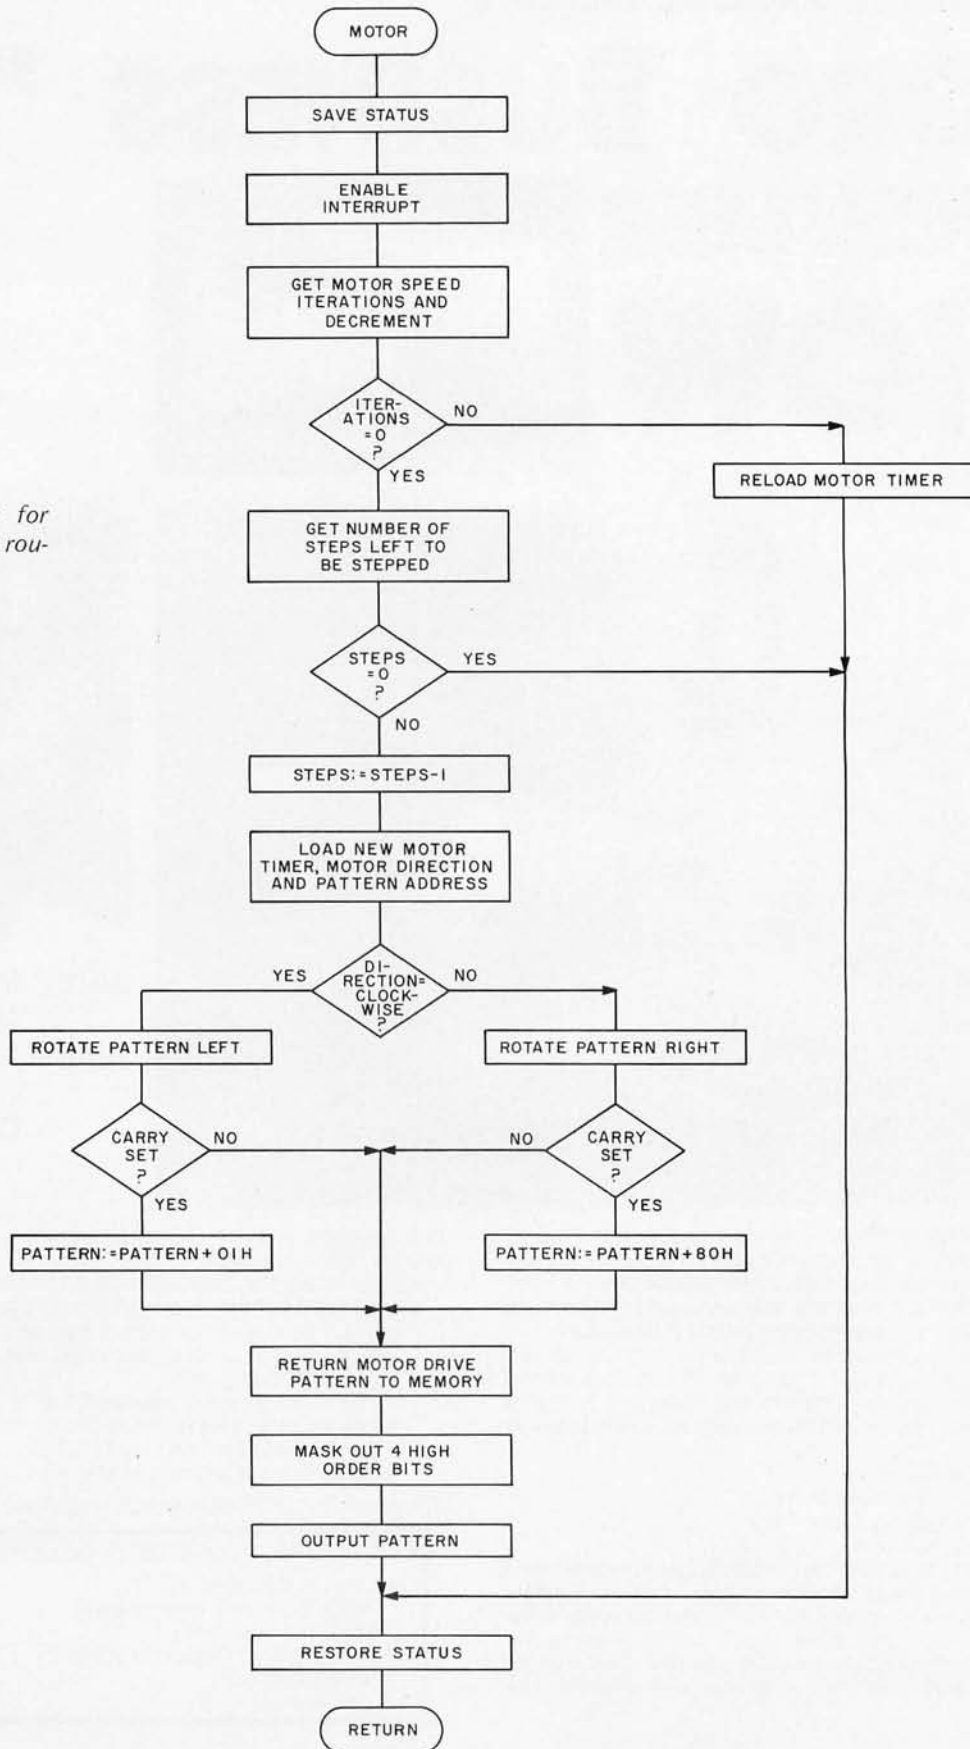 MOTOR
SAVE STATUS
ENABLE
INTERRUPT
GET MOTOR SPEED
ITERATIONS AND
DECREMENT
ITER-
ATIONS
=0
?
NO
YES
RELOAD MOTOR TIMER
for
rou-
GET NUMBER OF
STEPS LEFT TO
BE STEPPED
STEPS
=0
?
YES
NO
STEPS:=STEPS-1
LOAD NEW MOTOR
TIMER, MOTOR DIRECTION
AND PATTERN ADDRESS
DI-
RECTION=
CLOCK-
WISE
?
YES
NO
ROTATE PATTERN LEFT
ROTATE PATTERN RIGHT
CARRY
SET
?
NO
YES
NO
CARRY
SET
?
YES
PATTERN:=PATTERN+01H
PATTERN:=PATTERN+80H
RETURN MOTOR DRIVE
PATTERN TO MEMORY
MASK OUT 4 HIGH
ORDER BITS
OUTPUT PATTERN
RESTORE STATUS
RETURN